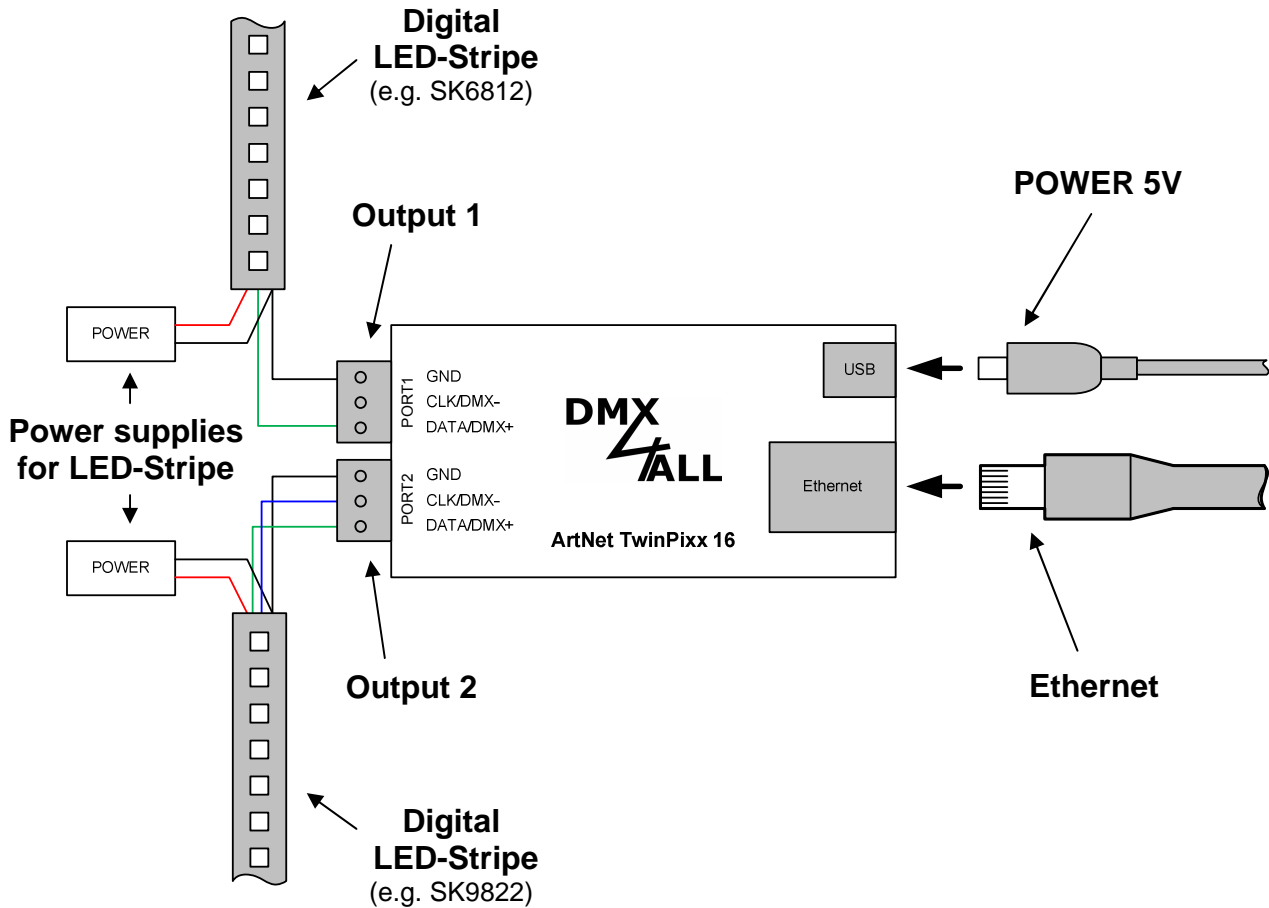 Digital
LED-Stripe
(e.g. SK6812)
POWER 5V
Output 1
POWER
Power supplies
for LED-Stripe
POWER
PORT1
GND
CLK/DMX-
DATA/DMX+
PORT2
GND
CLK/DMX-
DATA/DMX+
DMX
4ALL
ArtNet TwinPixx 16
USB
Ethernet
Output 2
Ethernet
Digital
LED-Stripe
(e.g. SK9822)